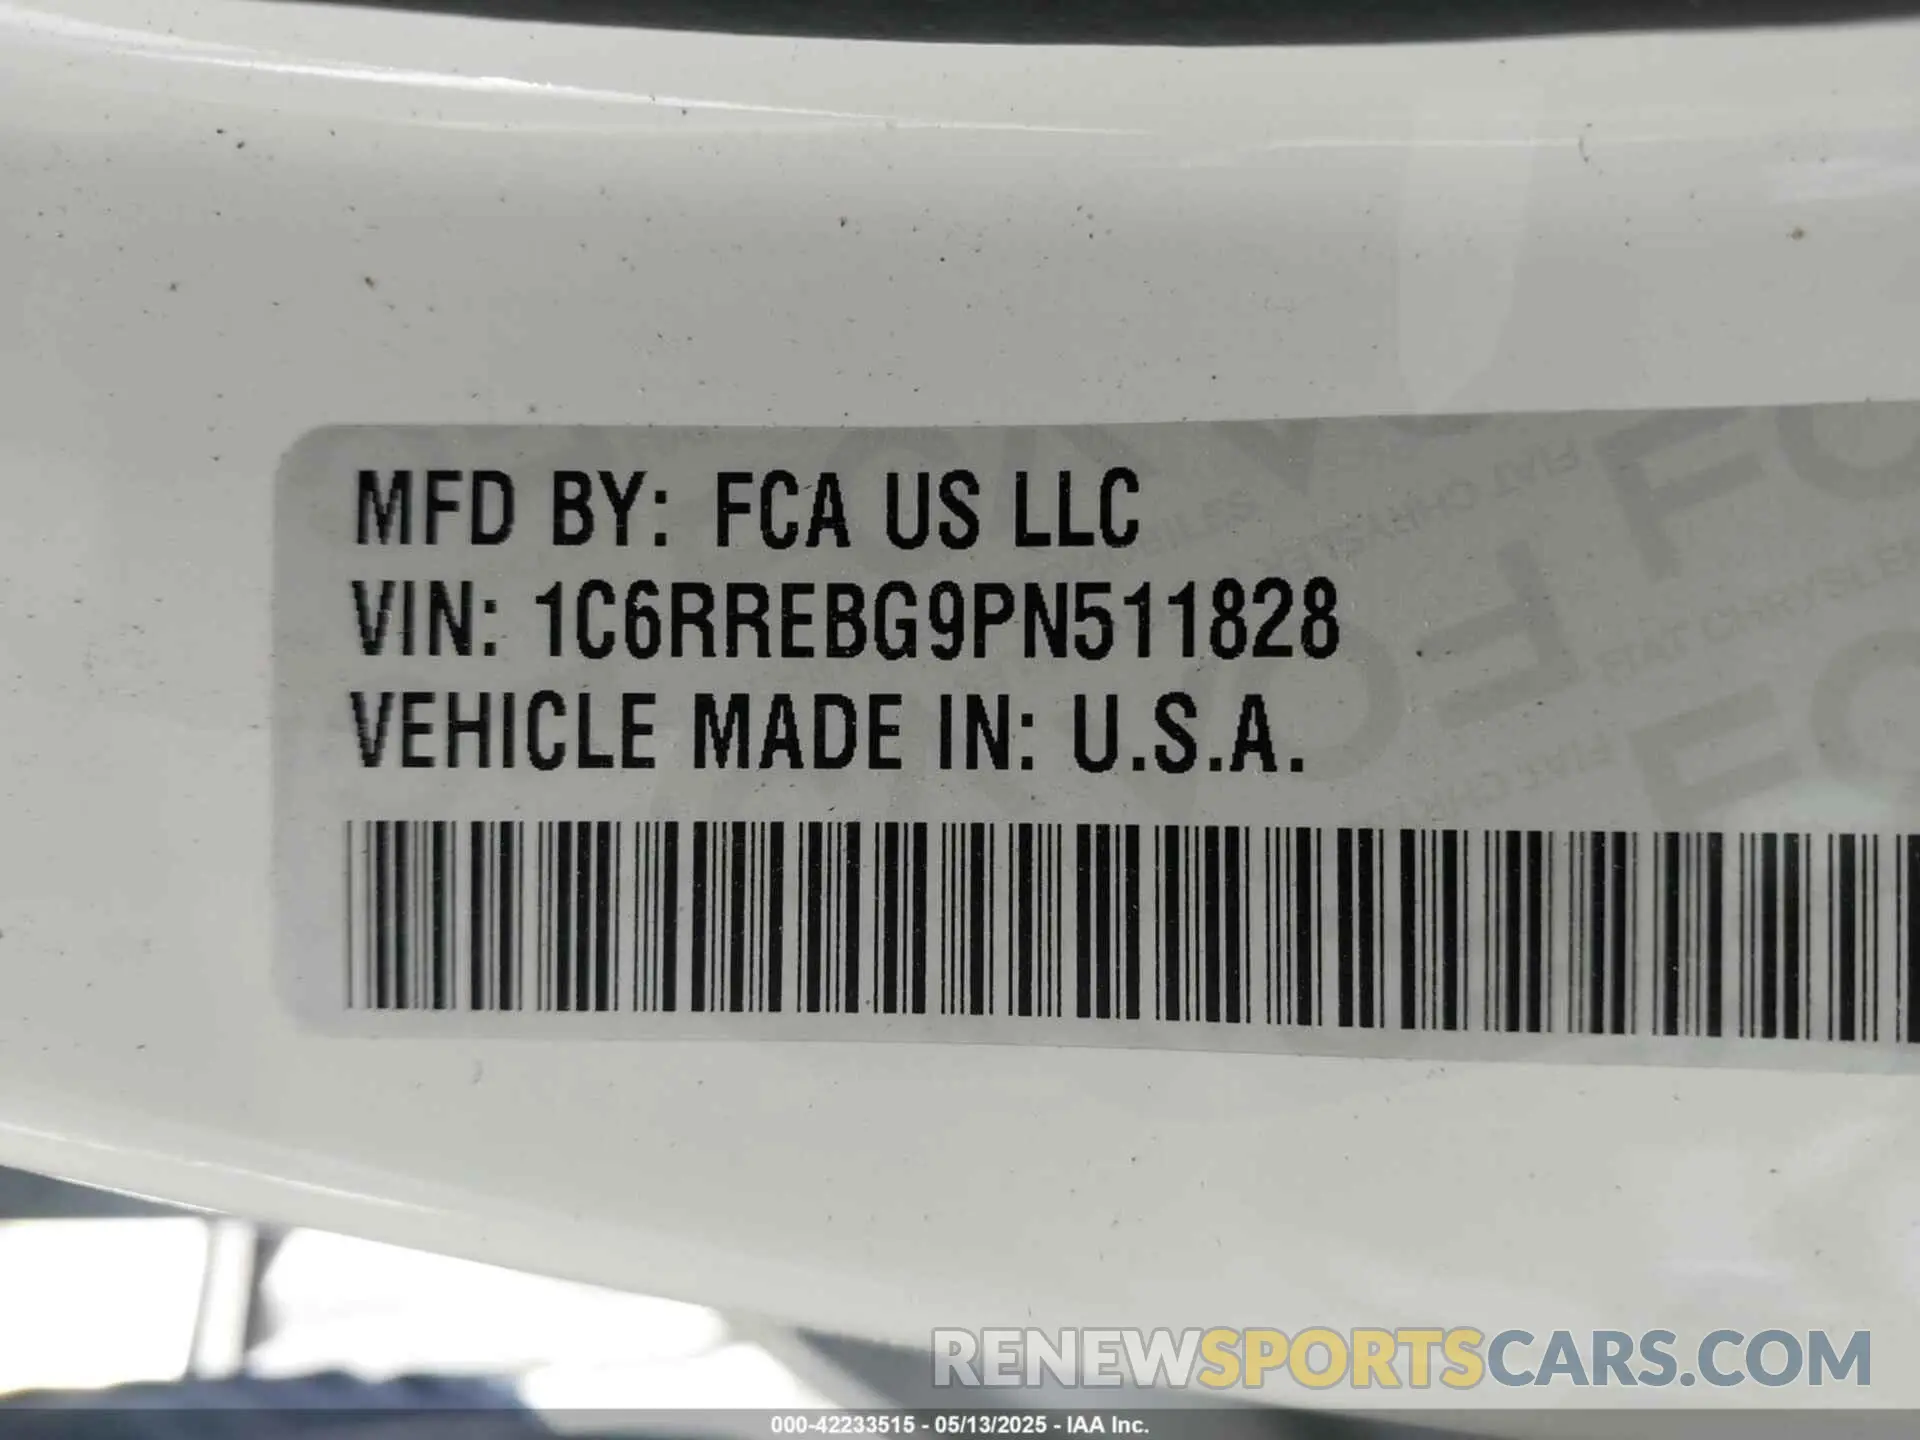 MFD BY: FCA US LLC
VIN: 1C6RREBG9PN511828
VEHICLE MADE IN: U.S.A.
RENEWSPORTSCARS.COM
000-42233515 - 05/13/2025 - IAA Inc.